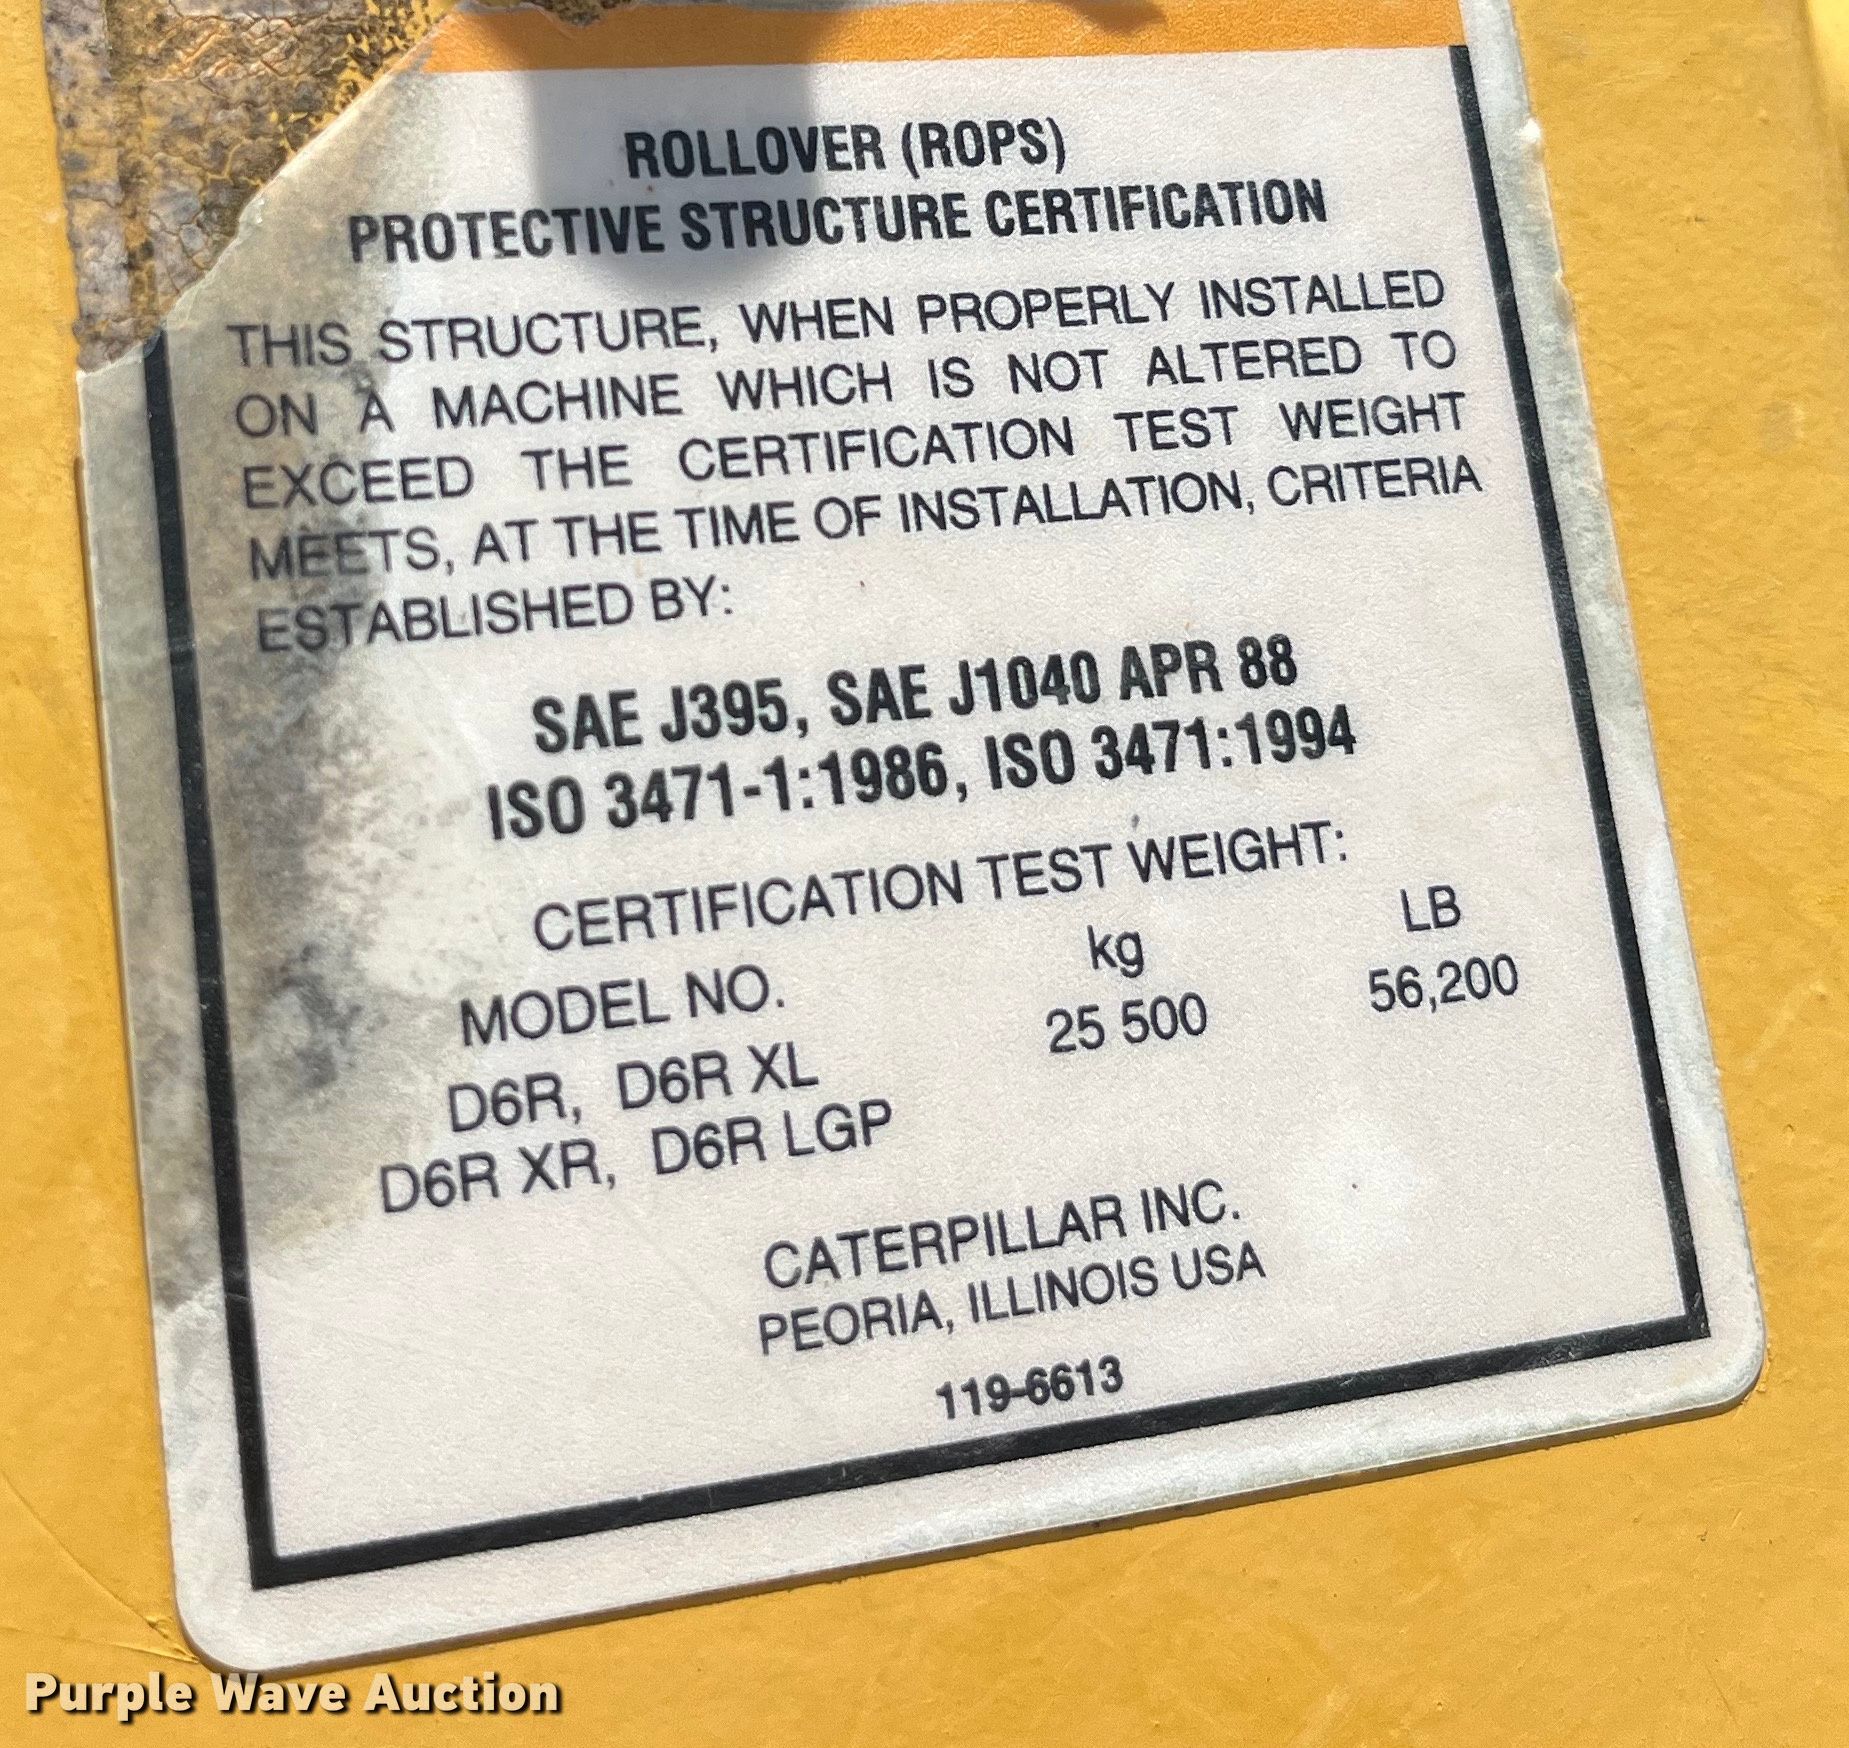 ROLLOVER (ROPS)
PROTECTIVE STRUCTURE CERTIFICATION
THIS STRUCTURE, WHEN PROPERLY INSTALLED
ON A MACHINE WHICH IS NOT ALTERED TO
EXCEED THE CERTIFICATION TEST WEIGHT
MEETS, AT THE TIME OF INSTALLATION, CRITERIA
ESTABLISHED BY:
SAE J395, SAE J1040 APR 88
ISO 3471-1:1986, ISO 3471:1994
CERTIFICATION TEST WEIGHT:
MODEL NO. kg LB
D6R, D6R XL 25 500 56,200
D6R XR, D6R LGP
CATERPILLAR INC.
PEORIA, ILLINOIS USA
119-6613
Purple Wave Auction